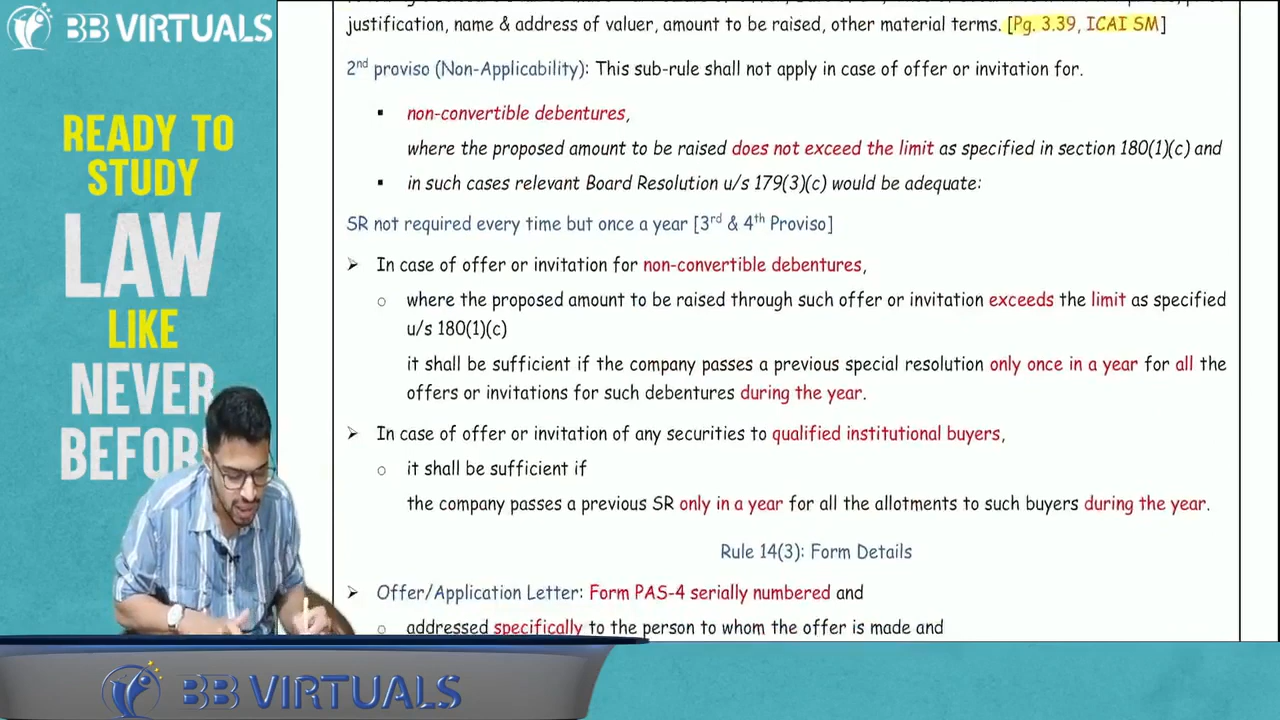 BB VIRTUALS
READY TO
STUDY
LAW
LIKE
NEVER
BEFOR
justification, name & address of valuer, amount to be raised, other material terms. [Pg. 3.39, ICAI SM]
2nd proviso (Non-Applicability): This sub-rule shall not apply in case of offer or invitation for.
▪ non-convertible debentures,
where the proposed amount to be raised does not exceed the limit as specified in section 180(1)(c) and
▪ in such cases relevant Board Resolution u/s 179(3)(c) would be adequate:
SR not required every time but once a year [3rd & 4th Proviso]
➢ In case of offer or invitation for non-convertible debentures,
o where the proposed amount to be raised through such offer or invitation exceeds the limit as specified
u/s 180(1)(c)
it shall be sufficient if the company passes a previous special resolution only once in a year for all the
offers or invitations for such debentures during the year.
➢ In case of offer or invitation of any securities to qualified institutional buyers,
o it shall be sufficient if
the company passes a previous SR only in a year for all the allotments to such buyers during the year.
Rule 14(3): Form Details
➢ Offer/Application Letter: Form PAS-4 serially numbered and
o addressed specifically to the person to whom the offer is made and
BB VIRTUALS